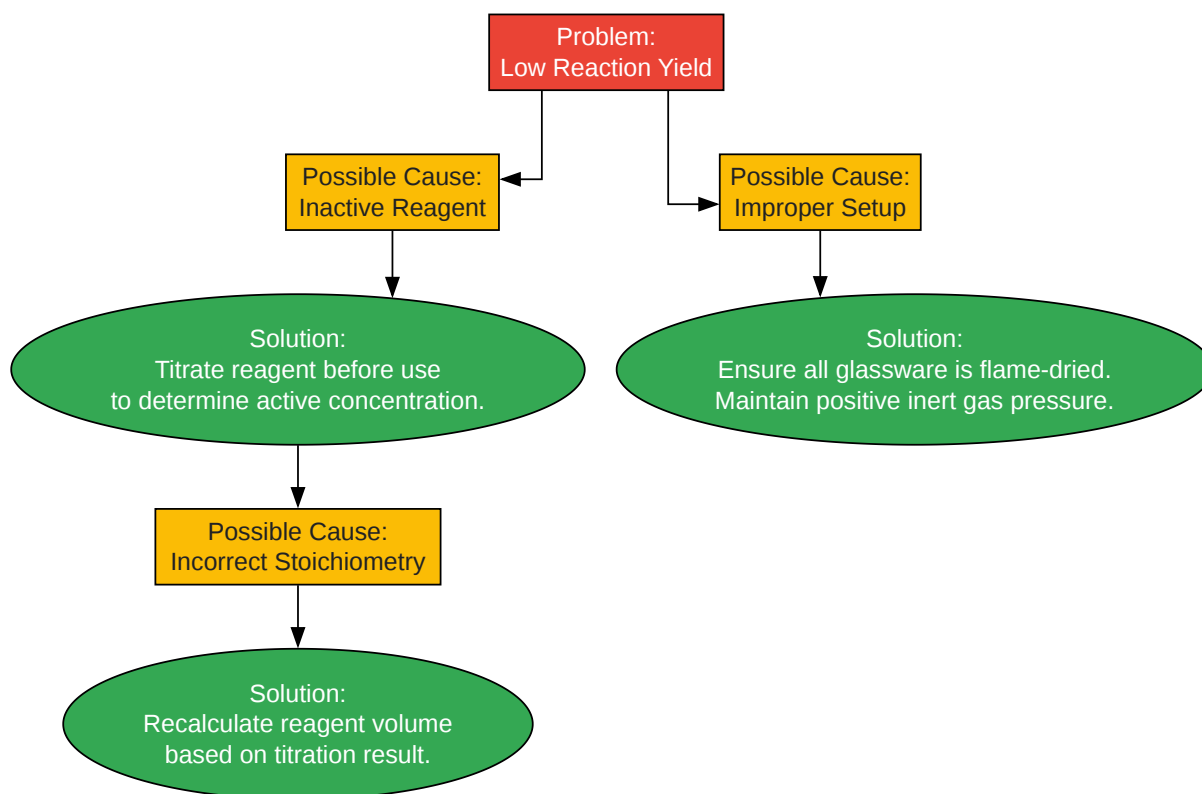 Problem:
Low Reaction Yield
Possible Cause:
Inactive Reagent
Possible Cause:
Improper Setup
Solution:
Titrate reagent before use
to determine active concentration.
Solution:
Ensure all glassware is flame-dried.
Maintain positive inert gas pressure.
Possible Cause:
Incorrect Stoichiometry
Solution:
Recalculate reagent volume
based on titration result.